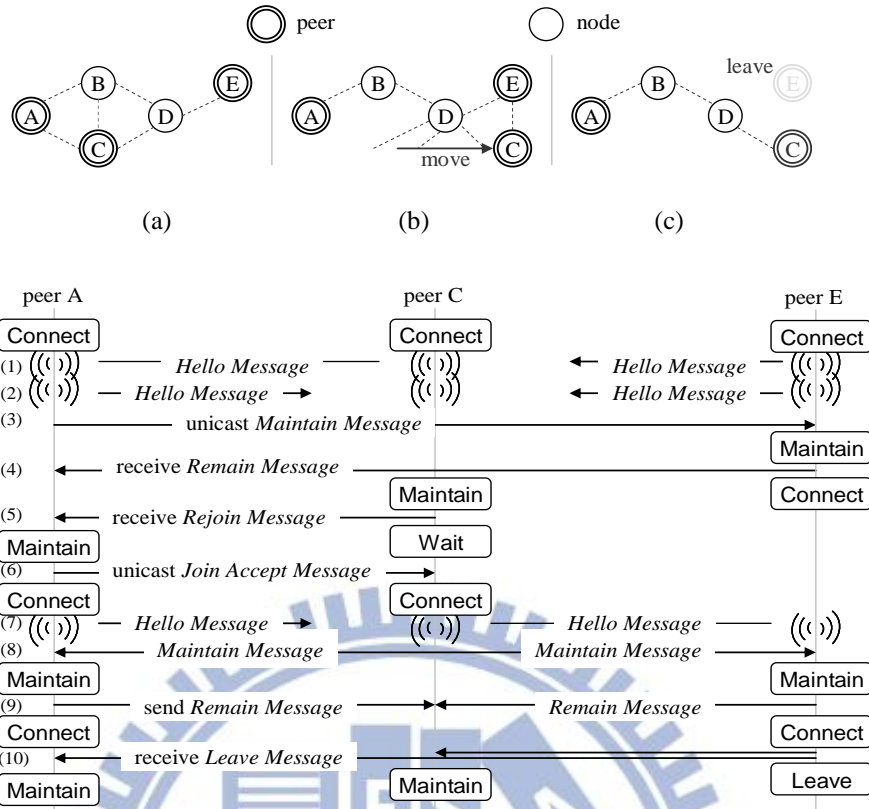 peer node
B E B E leave E
A D A D A B D
C move C C
(a) (b) (c)
peer A peer C peer E
Connect Connect Connect
(1) Hello Message Hello Message
(2) Hello Message Hello Message
(3) unicast Maintain Message
Maintain
(4) receive Remain Message
Maintain Connect
(5) receive Rejoin Message
Maintain Wait
(6) unicast Join Accept Message
Connect Connect
(7) Hello Message Hello Message
(8) Maintain Message Maintain Message
Maintain Maintain
(9) send Remain Message Remain Message
Connect Connect
(10) receive Leave Message
Maintain Maintain Leave